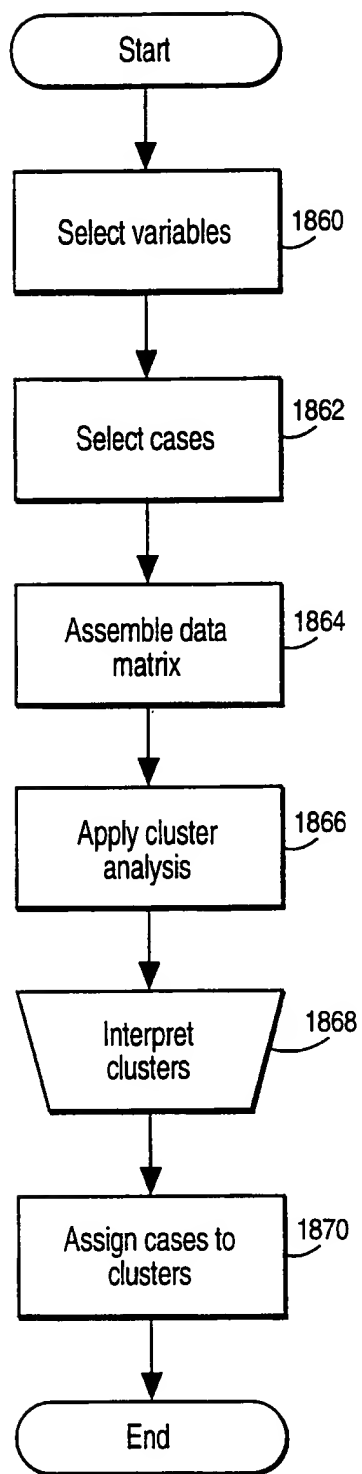 Start
Select variables
1860
Select cases
1862
Assemble data
matrix
1864
Apply cluster
analysis
1866
Interpret
clusters
1868
Assign cases to
clusters
1870
End